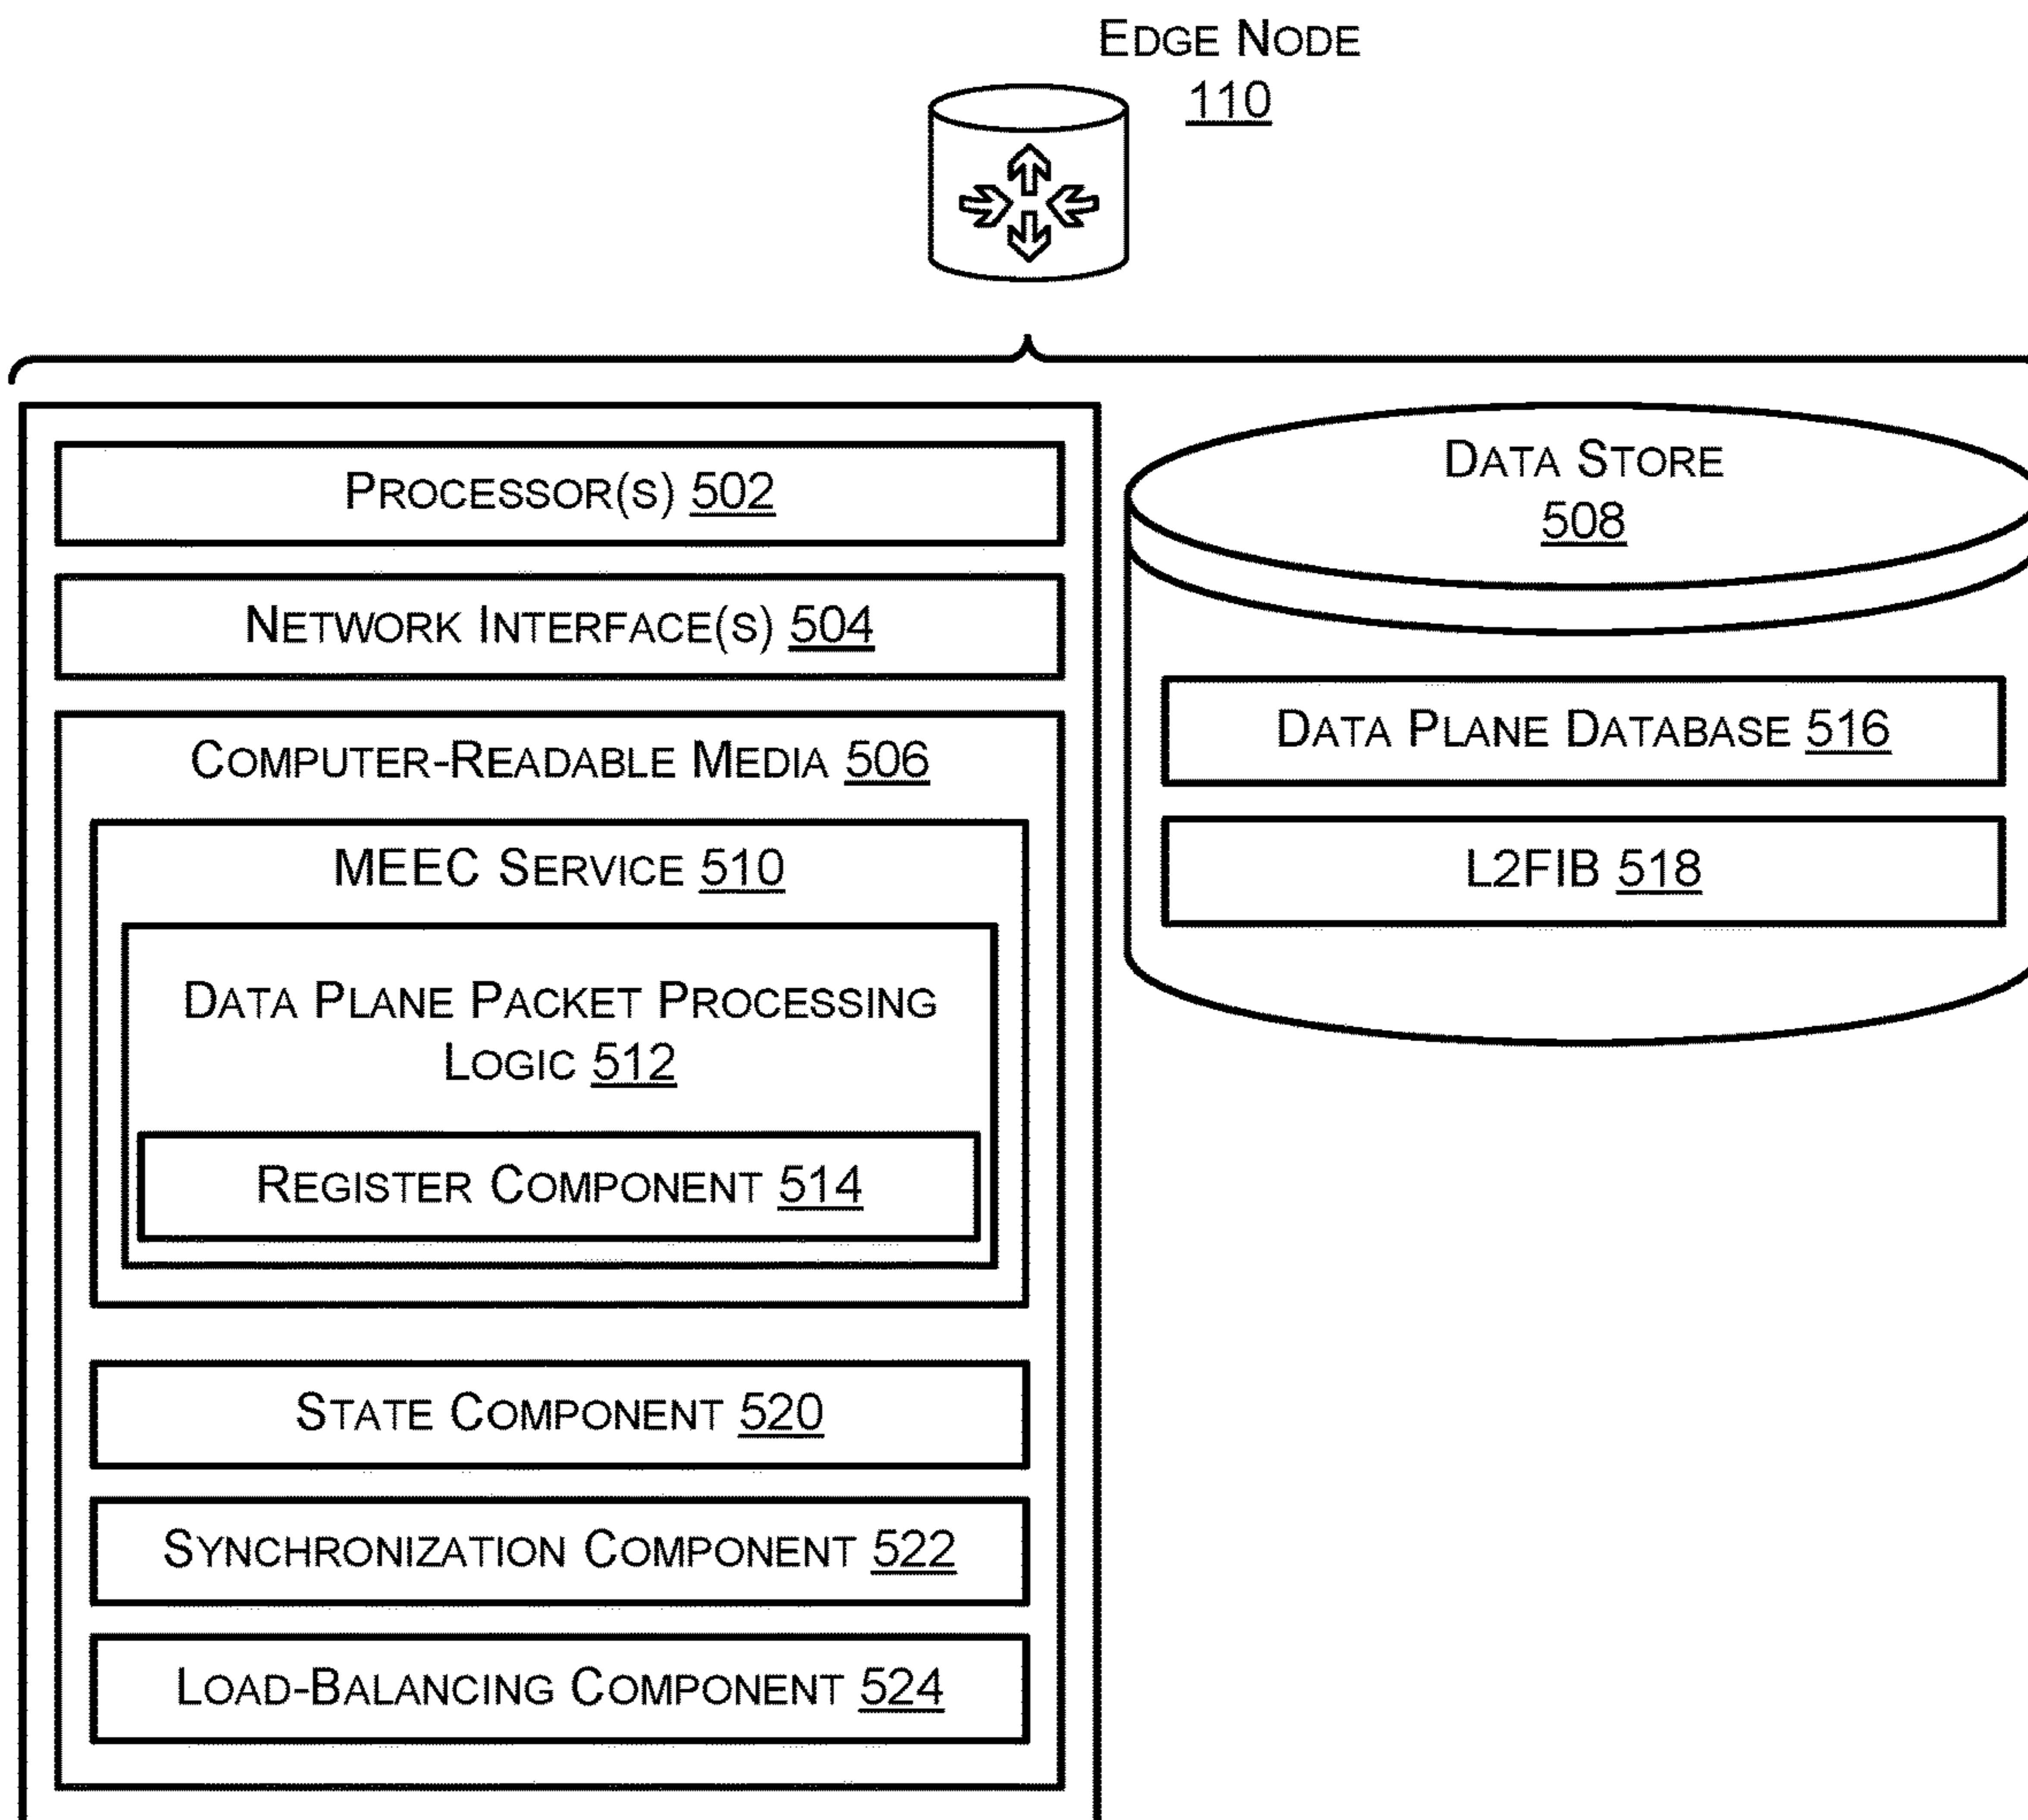 EDGE NODE
110
PROCESSOR(S) 502
NETWORK INTERFACE(S) 504
COMPUTER-READABLE MEDIA 506
MEEC SERVICE 510
DATA PLANE PACKET PROCESSING
LOGIC 512
REGISTER COMPONENT 514
STATE COMPONENT 520
SYNCHRONIZATION COMPONENT 522
LOAD-BALANCING COMPONENT 524
DATA STORE
508
DATA PLANE DATABASE 516
L2FIB 518